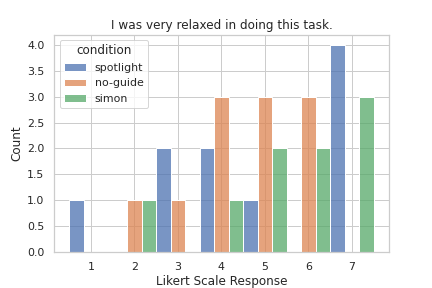 I was very relaxed in doing this task.
condition
spotlight
no-guide
simon
4.0
3.5
3.0
2.5
2.0
1.5
1.0
0.5
0.0
Count
1 2 3 4 5 6 7
Likert Scale Response